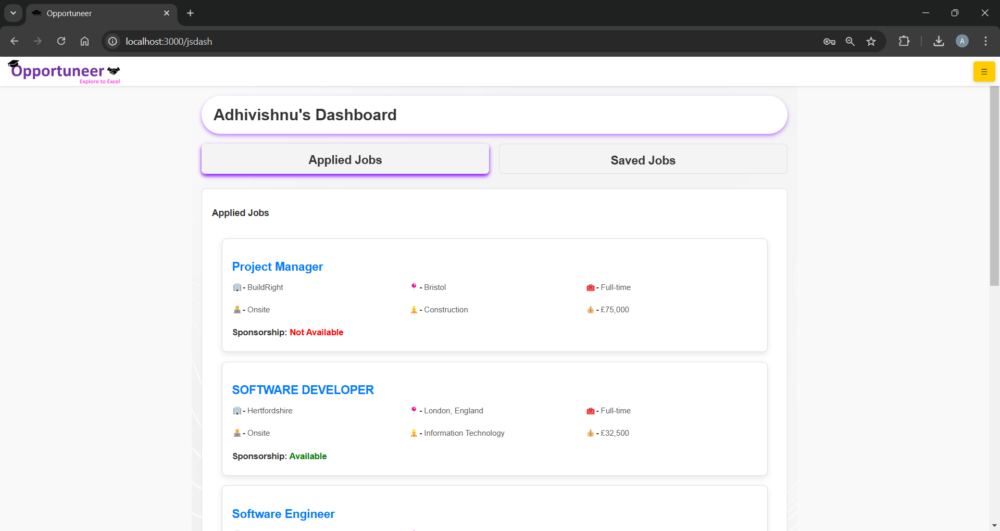 Opportuneer
localhost:3000/jsdash
A
Opportuneer
Explore to Excel
Adhivishnu's Dashboard
Applied Jobs
Saved Jobs
Applied Jobs
Project Manager
- BuildRight
- Bristol
- Full-time
- Onsite
- Construction
- £75,000
Sponsorship: Not Available
SOFTWARE DEVELOPER
- Hertfordshire
- London, England
- Full-time
- Onsite
- Information Technology
- £32,500
Sponsorship: Available
Software Engineer